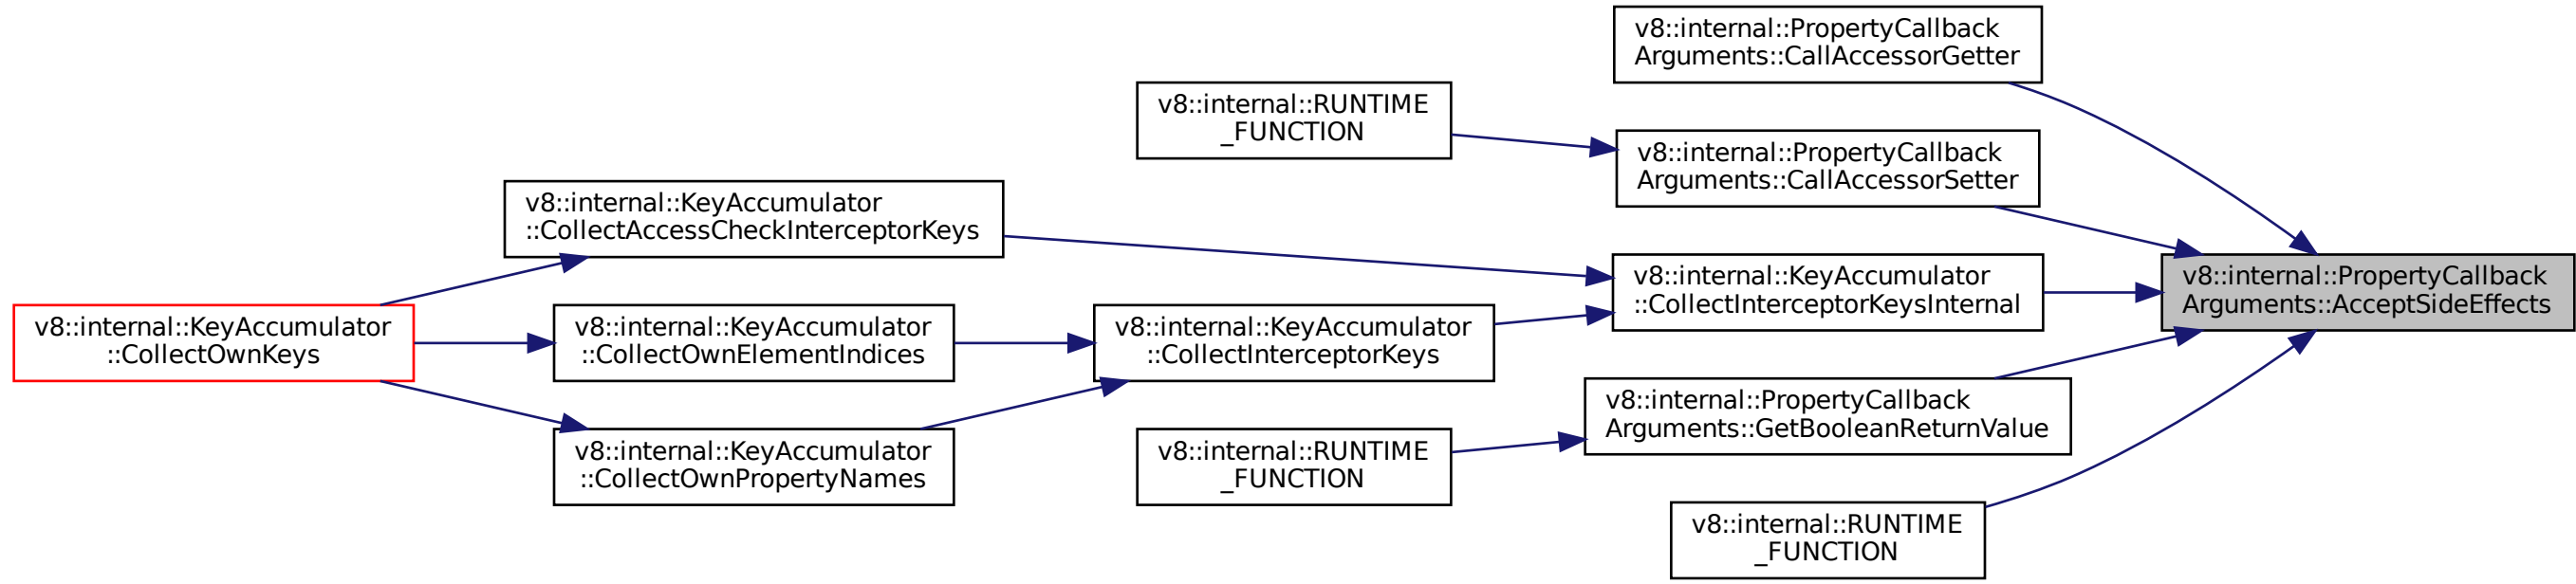 v8::internal::PropertyCallback
Arguments::CallAccessorGetter
v8::internal::RUNTIME
_FUNCTION
v8::internal::PropertyCallback
Arguments::CallAccessorSetter
v8::internal::KeyAccumulator
::CollectAccessCheckInterceptorKeys
v8::internal::KeyAccumulator
::CollectInterceptorKeysInternal
v8::internal::PropertyCallback
Arguments::AcceptSideEffects
v8::internal::KeyAccumulator
::CollectOwnKeys
v8::internal::KeyAccumulator
::CollectOwnElementIndices
v8::internal::KeyAccumulator
::CollectInterceptorKeys
v8::internal::PropertyCallback
Arguments::GetBooleanReturnValue
v8::internal::KeyAccumulator
::CollectOwnPropertyNames
v8::internal::RUNTIME
_FUNCTION
v8::internal::RUNTIME
_FUNCTION